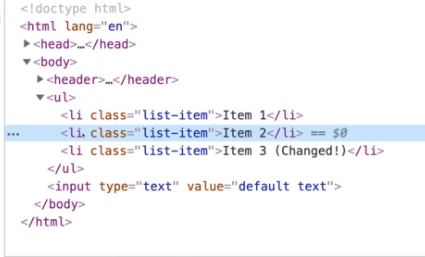 <!doctype html>
<html lang="en">
▶<head>…</head>
▼<body>
▶<header>…</header>
▼<ul>
<li class="list-item">Item 1</li>
<li class="list-item">Item 2</li> == $0
<li class="list-item">Item 3 (Changed!)</li>
</ul>
<input type="text" value="default text">
</body>
</html>